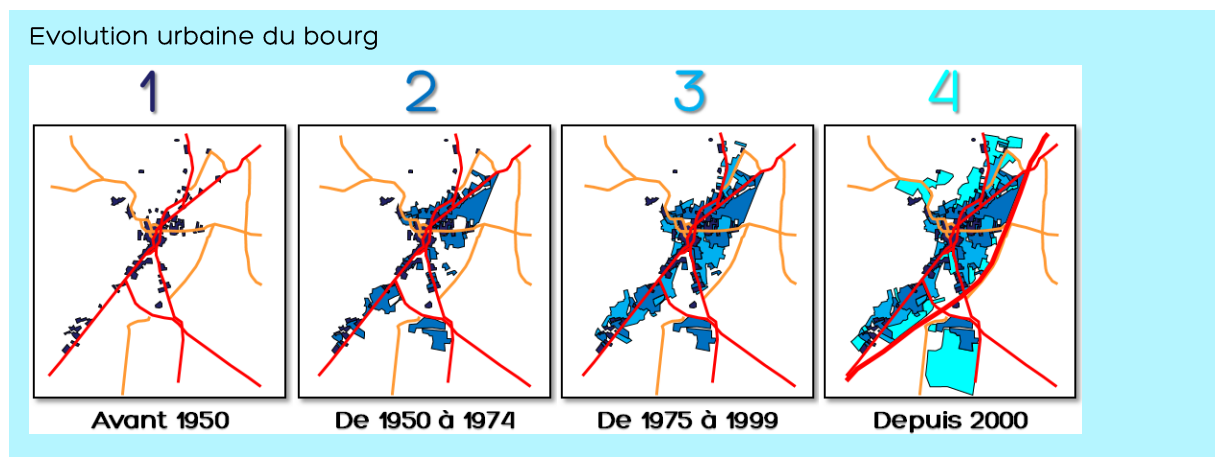 Evolution urbaine du bourg
1 2 3 4
Avant 1950 De 1950 à 1974 De 1975 à 1999 Depuis 2000